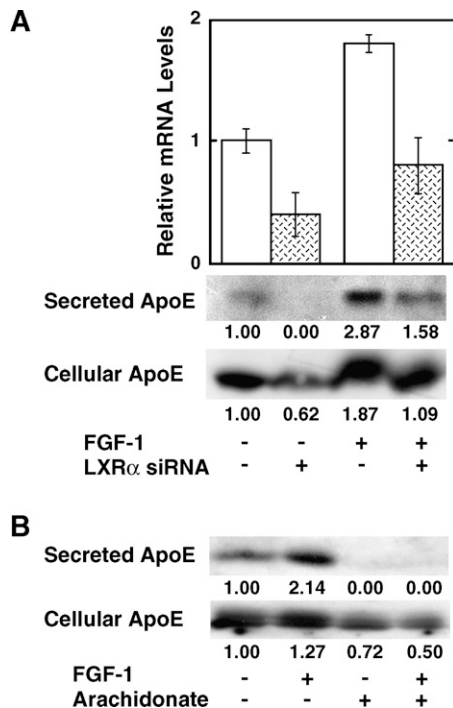 A
2
1
0
Relative mRNA Levels
Secreted ApoE
1.00 0.00 2.87 1.58
Cellular ApoE
1.00 0.62 1.87 1.09
FGF-1 - - + +
LXRα siRNA - + - +
B
Secreted ApoE
1.00 2.14 0.00 0.00
Cellular ApoE
1.00 1.27 0.72 0.50
FGF-1 - + - +
Arachidonate - - + +